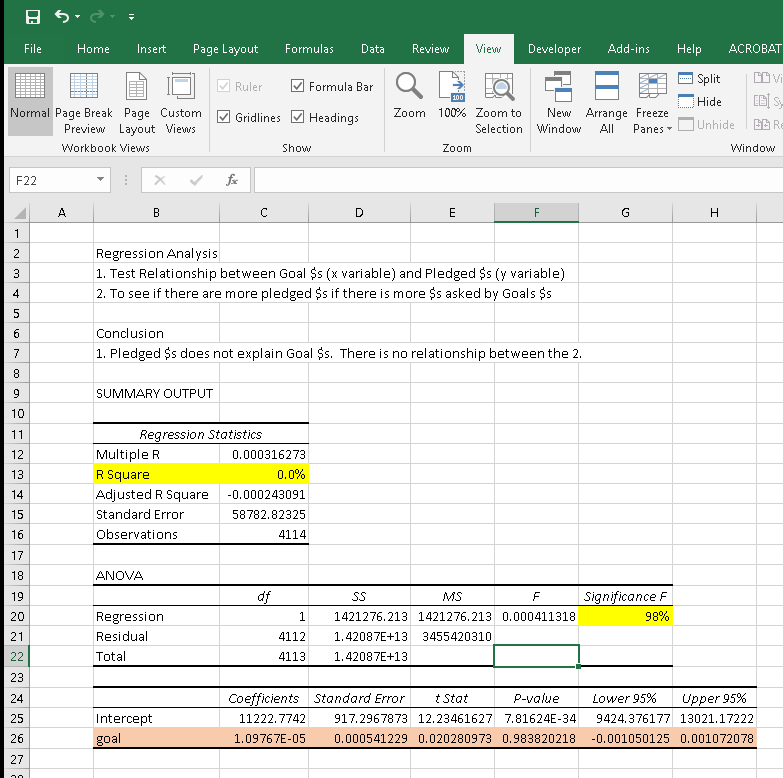 File Home Insert Page Layout Formulas Data Review View Developer Add-ins Help ACROBAT
Normal Page Break Preview Page Layout Custom Views
Workbook Views
Ruler Formula Bar
Gridlines Headings
Show
Zoom 100% Zoom to Selection
100
Zoom
New Window Arrange All Freeze Panes
Split
Hide
Unhide
Window
F22 fx
A B C D E F G H
1
2 Regression Analysis
3 1. Test Relationship between Goal $s (x variable) and Pledged $s (y variable)
4 2. To see if there are more pledged $s if there is more $s asked by Goals $s
5
6 Conclusion
7 1. Pledged $s does not explain Goal $s. There is no relationship between the 2.
8
9 SUMMARY OUTPUT
10
11 Regression Statistics
12 Multiple R 0.000316273
13 R Square 0.0%
14 Adjusted R Square -0.000243091
15 Standard Error 58782.82325
16 Observations 4114
17
18 ANOVA
19 df SS MS F Significance F
20 Regression 1 1421276.213 1421276.213 0.000411318 98%
21 Residual 4112 1.42087E+13 3455420310
22 Total 4113 1.42087E+13
23
24 Coefficients Standard Error t Stat P-value Lower 95% Upper 95%
25 Intercept 11222.7742 917.2967873 12.23461627 7.81624E-34 9424.376177 13021.17222
26 goal 1.09767E-05 0.000541229 0.020280973 0.983820218 -0.001050125 0.001072078
27